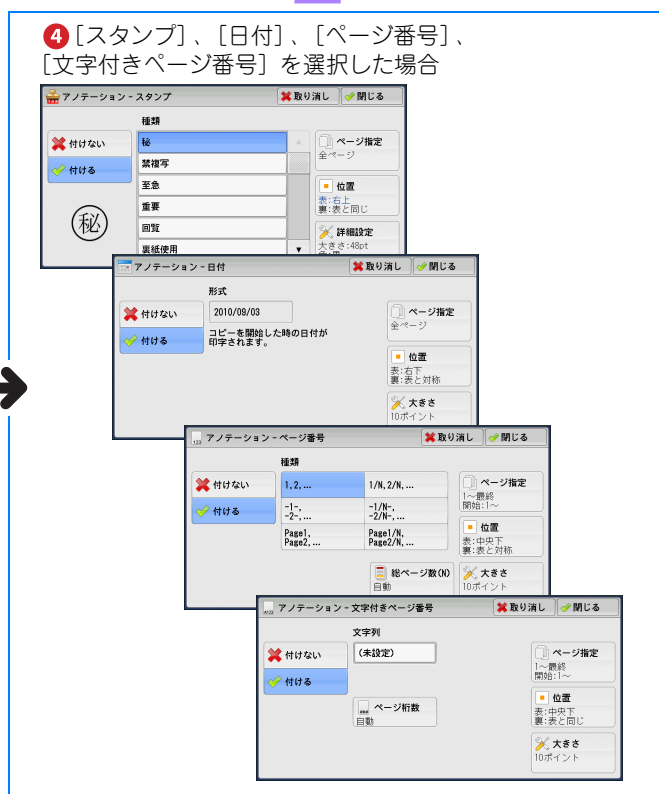 4 [スタンプ]、[日付]、[ページ番号]、
[文字付きページ番号] を選択した場合
アノテーション - スタンプ
取り消し
閉じる
種類
付けない
付ける
秘
秘
禁複写
至急
重要
回覧
裏紙使用
ページ指定
全ページ
位置
表:右上
裏:表と同じ
詳細設定
大きさ:48pt
アノテーション - 日付
取り消し
閉じる
形式
付けない
付ける
2010/09/03
コピーを開始した時の日付が
印字されます。
ページ指定
全ページ
位置
表:右下
裏:表と対称
大きさ
10ポイント
123
アノテーション - ページ番号
取り消し
閉じる
種類
付けない
付ける
1,2,...
1/N,2/N,...
-1-,
-2-,...
-1/N-,
-2/N-,...
Page1,
Page2,...
Page1/N,
Page2/N,...
総ページ数(N)
自動
ページ指定
1～最終
開始:1～
位置
表:中央下
裏:表と対称
大きさ
10ポイント
アノテーション - 文字付きページ番号
取り消し
閉じる
文字列
付けない
付ける
(未設定)
ページ桁数
自動
ページ指定
1～最終
開始:1～
位置
表:中央下
裏:表と同じ
大きさ
10ポイント